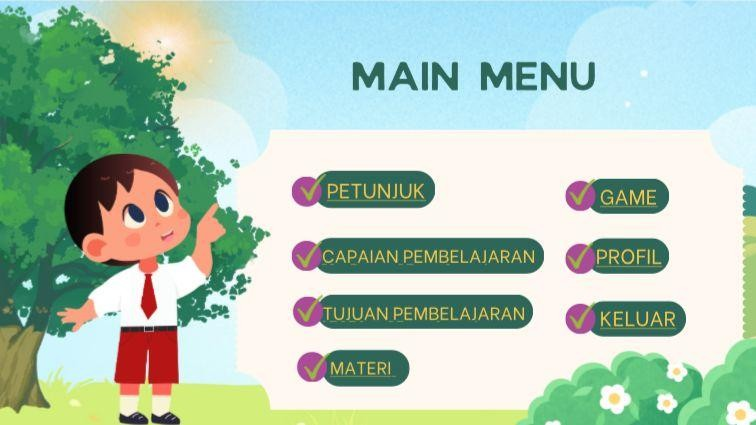 MAIN MENU
PETUNJUK
CAPAIAN PEMBELAJARAN
TUJUAN PEMBELAJARAN
MATERI
GAME
PROFIL
KELUAR